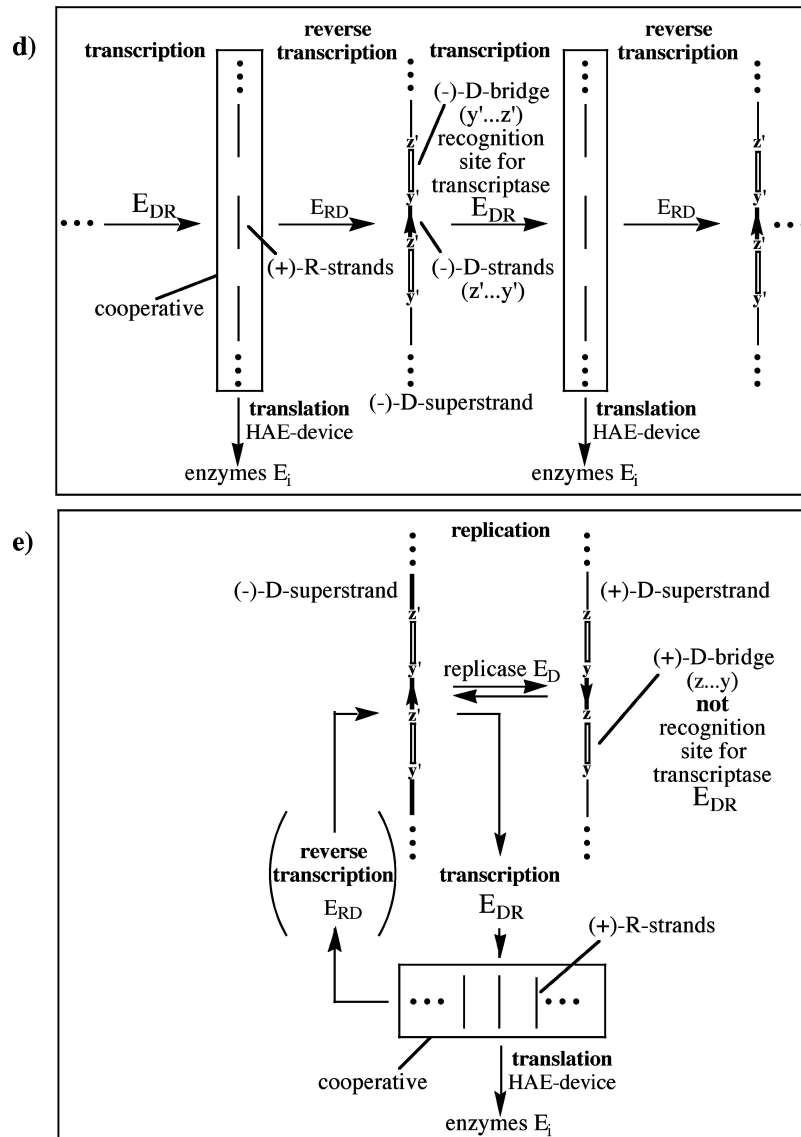 d)
transcription
reverse
transcription
transcription
reverse
transcription
(-)-D-bridge
(y'...z')
recognition
site for
transcriptase
z'
y'
z'
y'
z'
y'
z'
y'
E_DR
E_RD
E_DR
E_RD
(+)-R-strands
(-)-D-strands
(z'...y')
cooperative
translation
HAE-device
(-)-D-superstrand
translation
HAE-device
enzymes E_i
enzymes E_i
e)
replication
(-)-D-superstrand
(+)-D-superstrand
z'
y'
z'
y'
z
y
z
y
replicase E_D
(+)-D-bridge
(z...y)
not
recognition
site for
transcriptase
E_DR
reverse
transcription
E_RD
transcription
E_DR
(+)-R-strands
cooperative
translation
HAE-device
enzymes E_i